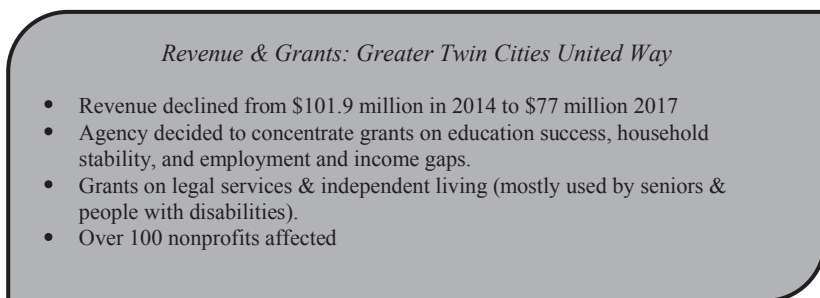 Revenue & Grants: Greater Twin Cities United Way
• Revenue declined from $101.9 million in 2014 to $77 million 2017
• Agency decided to concentrate grants on education success, household
stability, and employment and income gaps.
• Grants on legal services & independent living (mostly used by seniors &
people with disabilities).
• Over 100 nonprofits affected